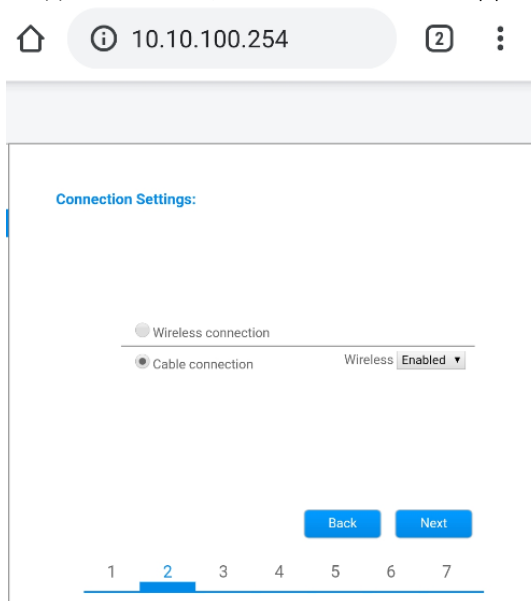 10.10.100.254
2
Connection Settings:
Wireless connection
Cable connection Wireless Enabled
Back Next
1 2 3 4 5 6 7